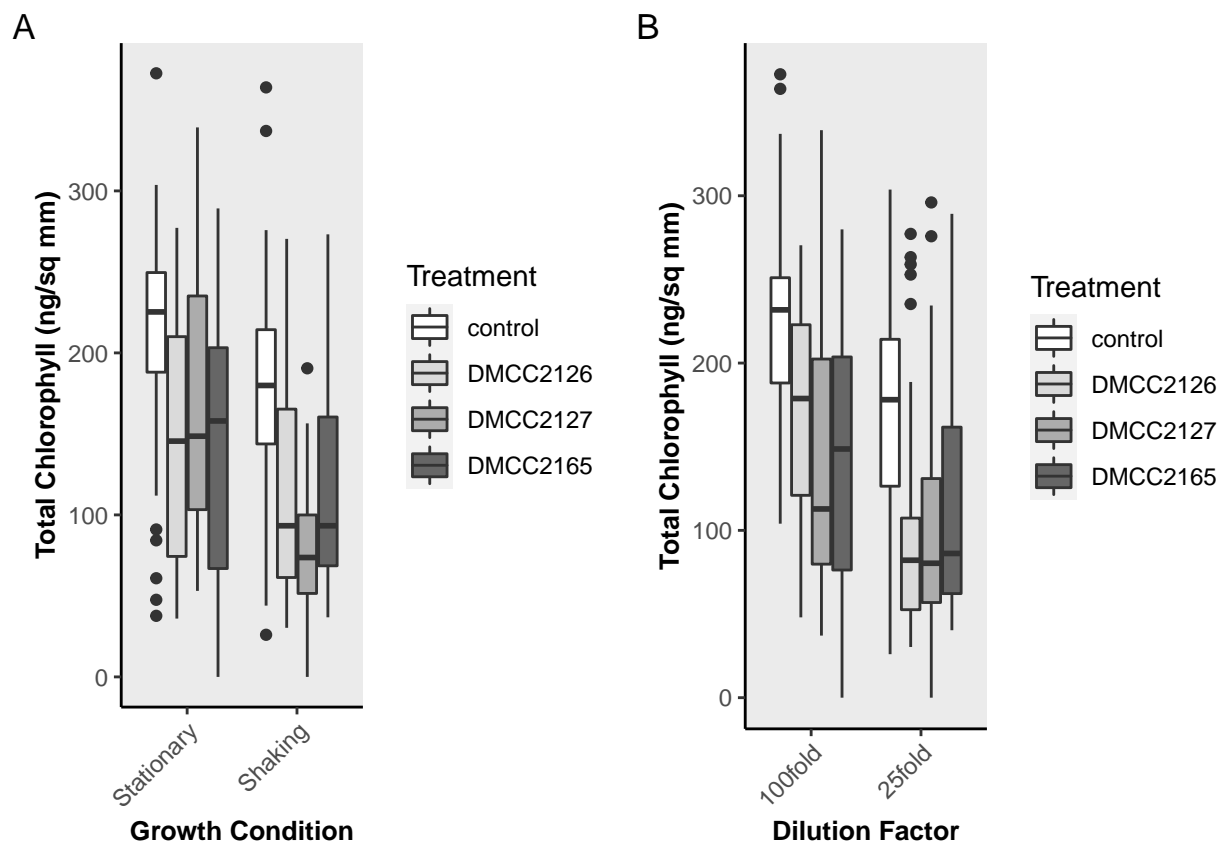 A
Total Chlorophyll (ng/sq mm)
300
200
100
0
Stationary
Shaking
Growth Condition
Treatment
control
DMCC2126
DMCC2127
DMCC2165
B
Total Chlorophyll (ng/sq mm)
300
200
100
0
100fold
25fold
Dilution Factor
Treatment
control
DMCC2126
DMCC2127
DMCC2165